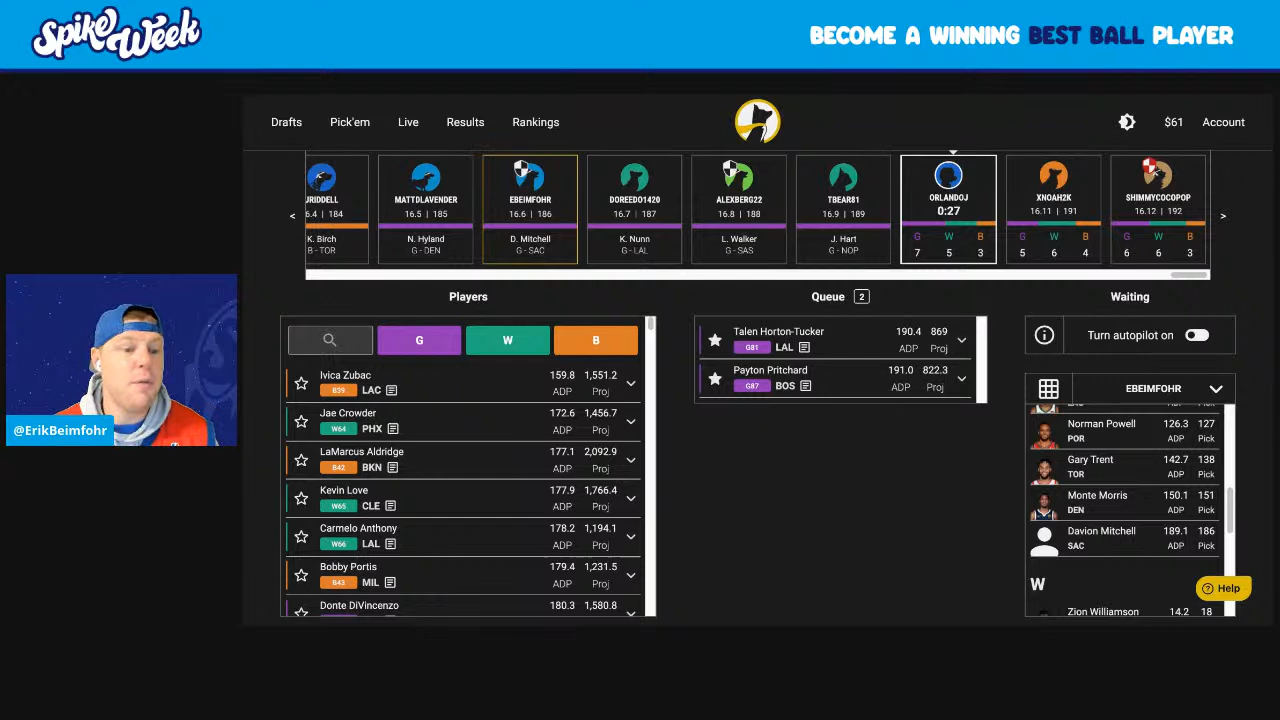 Spike Week
BECOME A WINNING BEST BALL PLAYER
Drafts Pick'em Live Results Rankings
$61 Account
JRIDDELL
6.4 | 184
K. Birch
B - TOR
MATTDLAVENDER
16.5 | 185
N. Hyland
G - DEN
EBEIMFOHR
16.6 | 186
D. Mitchell
G - SAC
DOREEDO1420
16.7 | 187
K. Nunn
G - LAL
ALEXBERG22
16.8 | 188
L. Walker
G - SAS
TBEAR81
16.9 | 189
J. Hart
G - NOP
ORLANDOJ
0:27
G W B
7 5 3
XNOAH2K
16.11 | 191
G W B
5 6 4
SHIMMYCOCOPOP
16.12 | 192
G W B
6 6 3
< >
Players
G W B
Ivica Zubac 159.8 1,551.2
B39 LAC ADP Proj
Jae Crowder 172.6 1,456.7
W64 PHX ADP Proj
LaMarcus Aldridge 177.1 2,092.9
B42 BKN ADP Proj
Kevin Love 177.9 1,766.4
W65 CLE ADP Proj
Carmelo Anthony 178.2 1,194.1
W66 LAL ADP Proj
Bobby Portis 179.4 1,231.5
B43 MIL ADP Proj
Donte DiVincenzo 180.3 1,580.8
Queue 2
Talen Horton-Tucker 190.4 869
G81 LAL ADP Proj
Payton Pritchard 191.0 822.3
G87 BOS ADP Proj
Waiting
Turn autopilot on
EBEIMFOHR
ADP Pick
Norman Powell 126.3 127
POR ADP Pick
Gary Trent 142.7 138
TOR ADP Pick
Monte Morris 150.1 151
DEN ADP Pick
Davion Mitchell 189.1 186
SAC ADP Pick
W
Zion Williamson 14.2 18
Help
@ErikBeimfohr